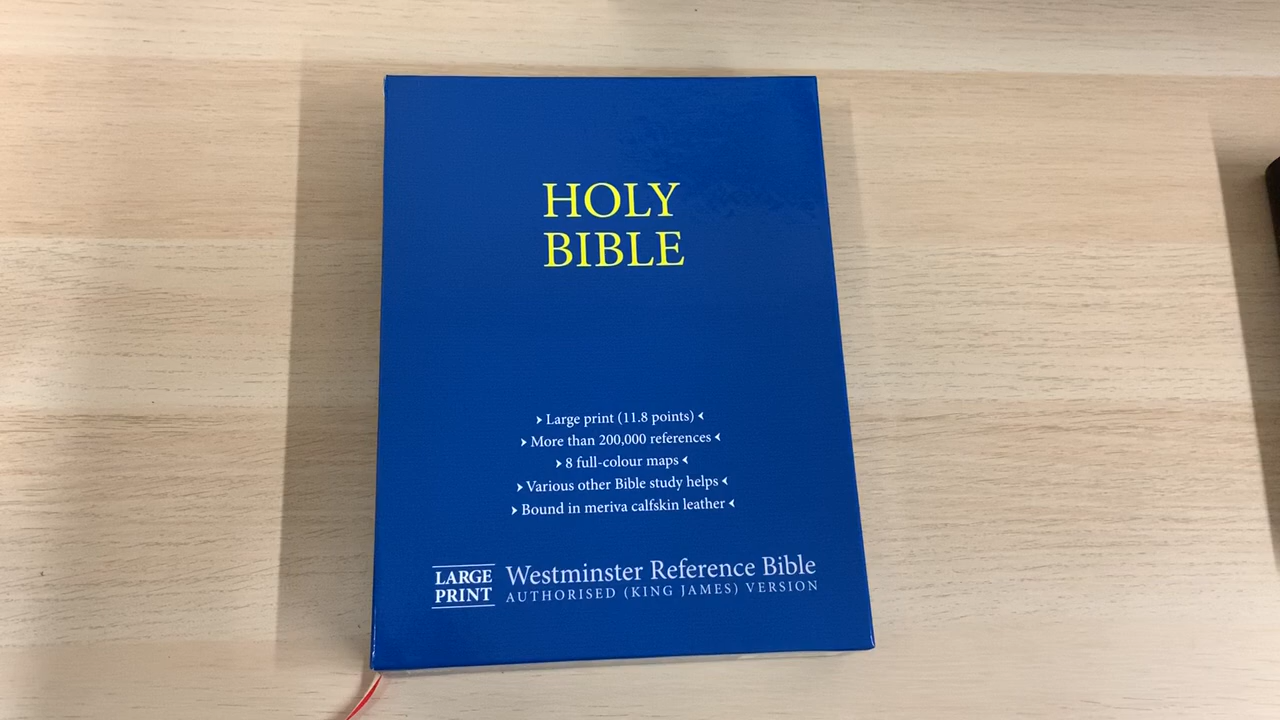 HOLY
BIBLE
Large print (11.8 points)
More than 200,000 references
8 full-colour maps
Various other Bible study helps
Bound in meriva calfskin leather
LARGE
PRINT
Westminster Reference Bible
AUTHORISED (KING JAMES) VERSION